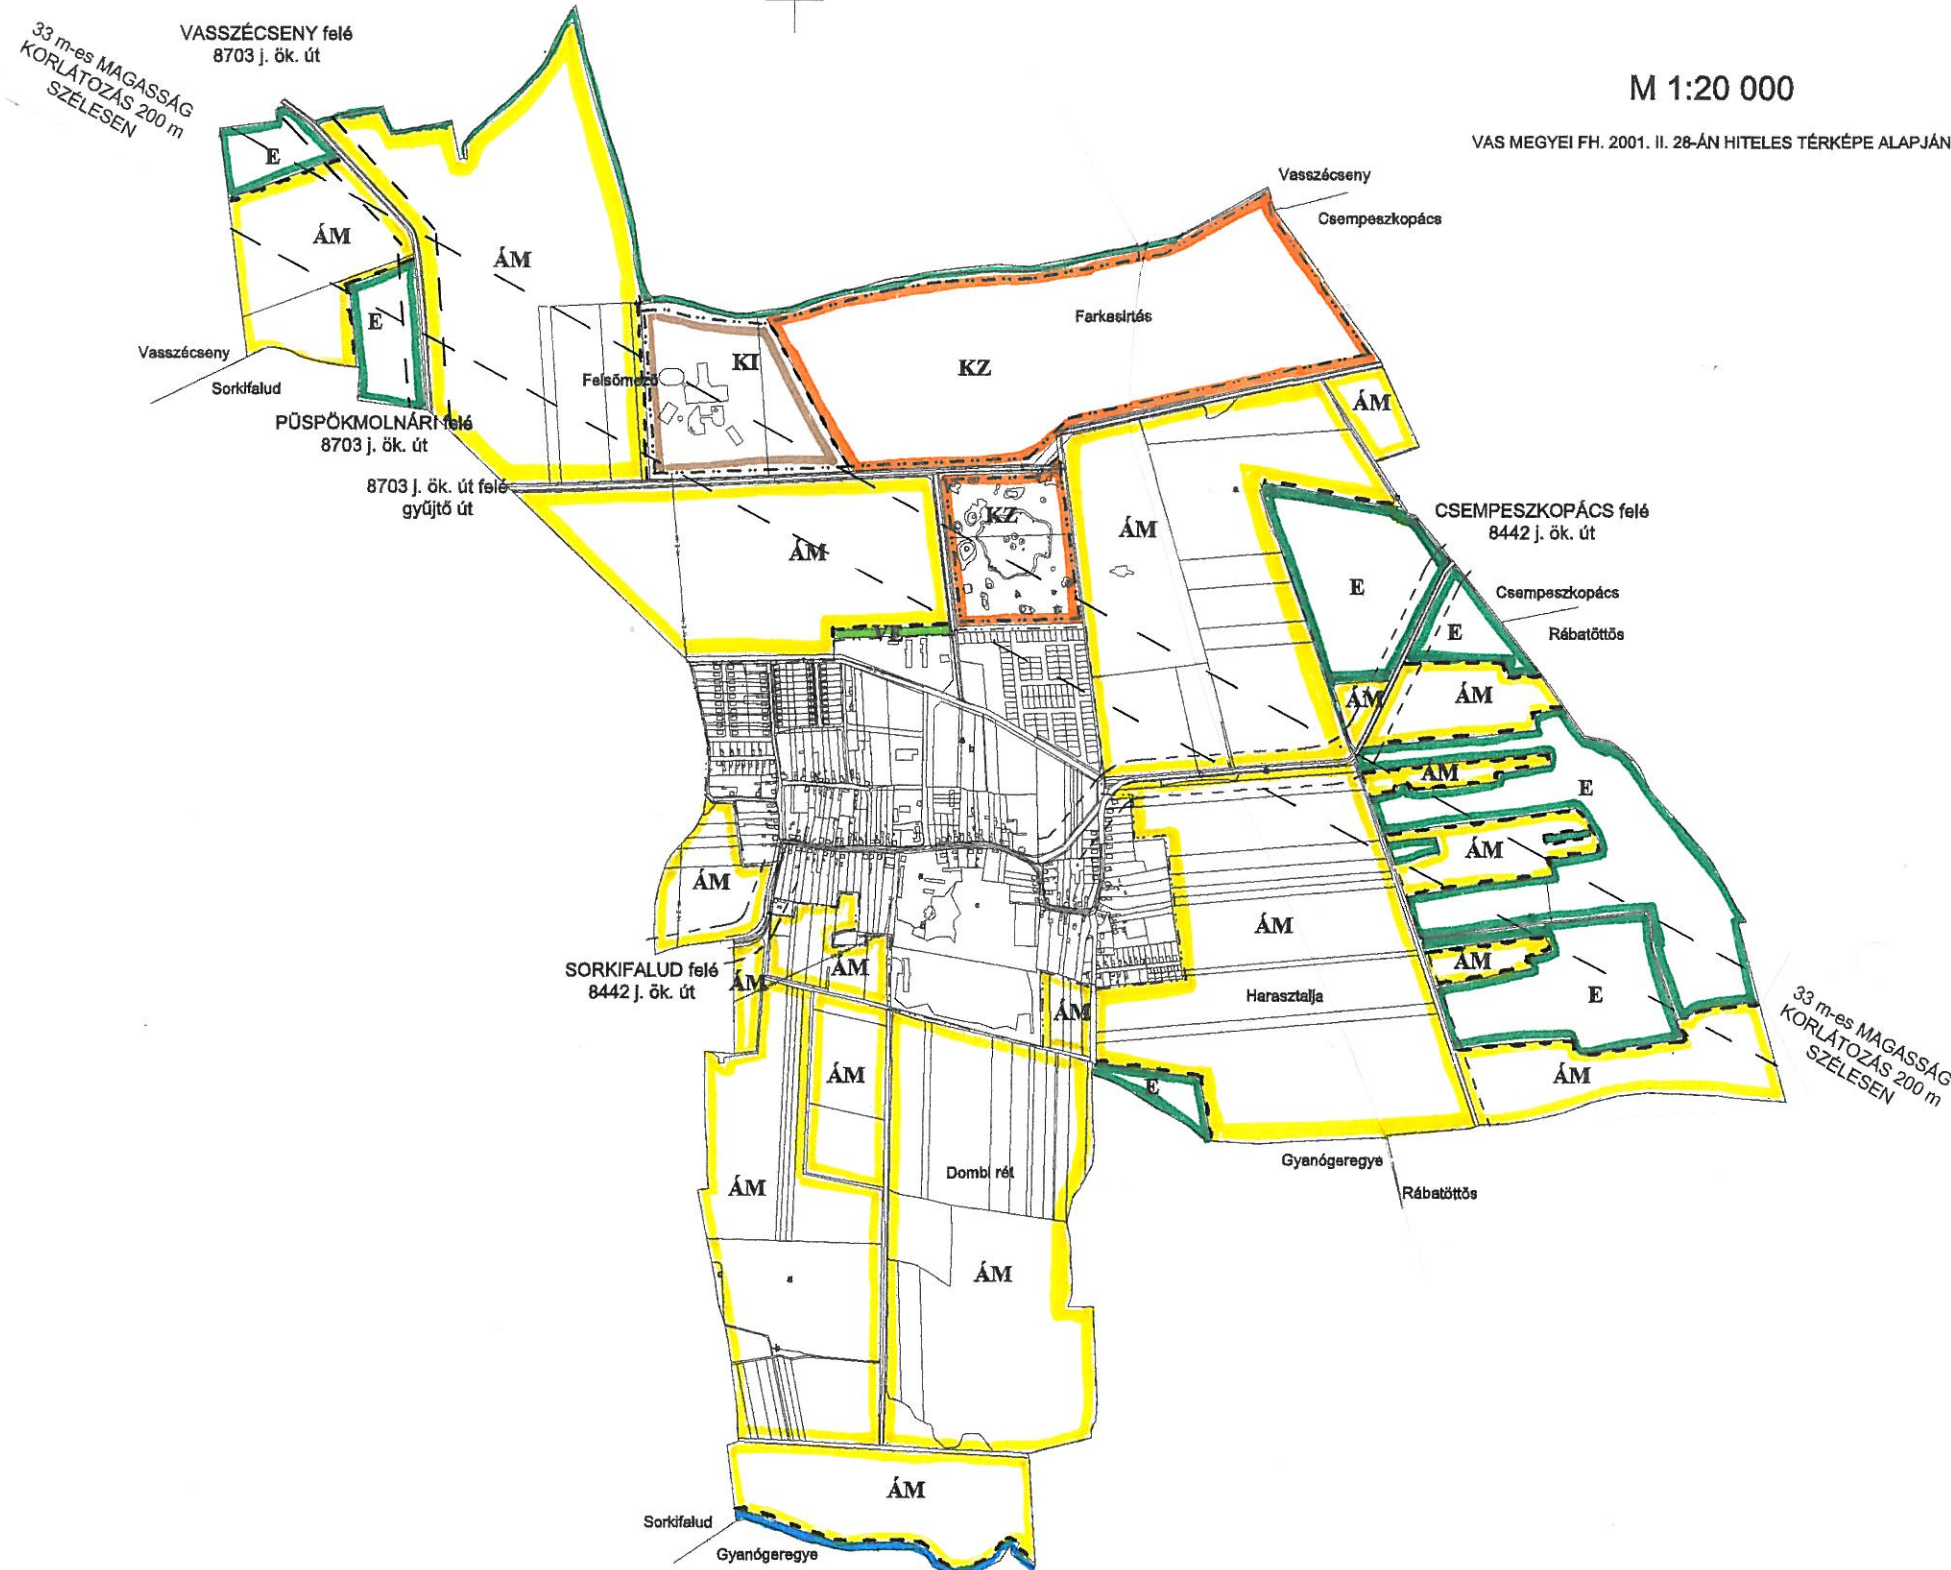 33 m-es MAGASSÁG
KORLÁTOZÁS 200 m
SZÉLESEN
VASSZÉCSENY felé
8703 j. ök. út
M 1:20 000
VAS MEGYEI FH. 2001. II. 28-ÁN HITELES TÉRKÉPE ALAPJÁN
Vasszécseny
Csempeszkopács
E
ÁM
ÁM
E
Farkasirtás
Vasszécseny
Sorkifalud
KI
KZ
Felsőmező
ÁM
PÜSPÖKMOLNÁRI felé
8703 j. ök. út
8703 j. ök. út felé
gyűjtő út
KZ
ÁM
ÁM
CSEMPESZKOPÁCS felé
8442 j. ök. út
E
Csempeszkopács
Rábatöttös
E
VE
ÁM
ÁM
ÁM
E
ÁM
ÁM
ÁM
SORKIFALUD felé
8442 j. ök. út
ÁM
ÁM
ÁM
ÁM
Harasztalja
E
33 m-es MAGASSÁG
KORLÁTOZÁS 200 m
SZÉLESEN
ÁM
E
ÁM
Gyanógeregye
Rábatöttös
Dombi rét
ÁM
ÁM
ÁM
Sorkifalud
Gyanógeregye